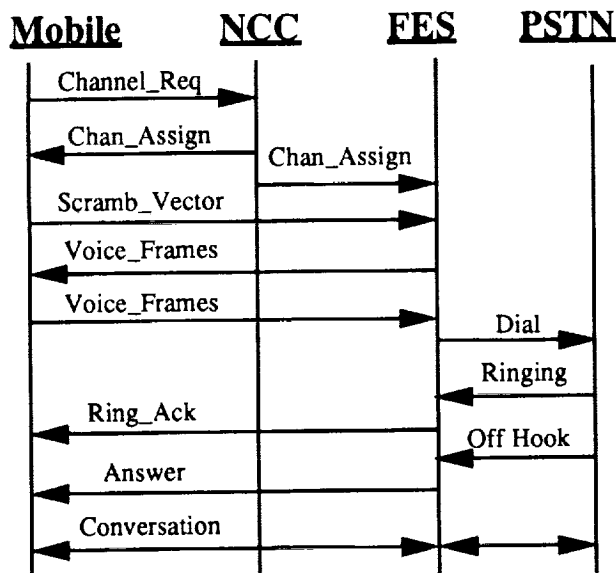 Mobile NCC FES PSTN
Channel_Req
Chan_Assign
Chan_Assign
Scramb_Vector
Voice_Frames
Voice_Frames
Dial
Ringing
Ring_Ack
Off Hook
Answer
Conversation